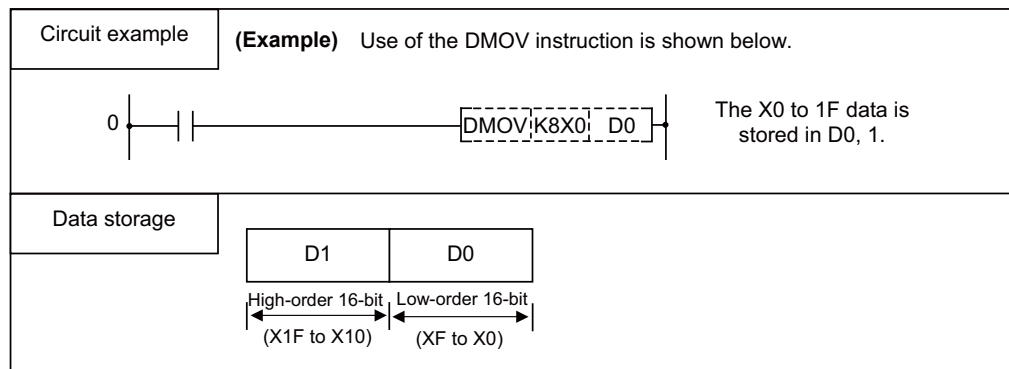 Circuit example
(Example) Use of the DMOV instruction is shown below.
0
DMOV K8X0 D0
The X0 to 1F data is
stored in D0, 1.
Data storage
D1 D0
High-order 16-bit Low-order 16-bit
(X1F to X10) (XF to X0)